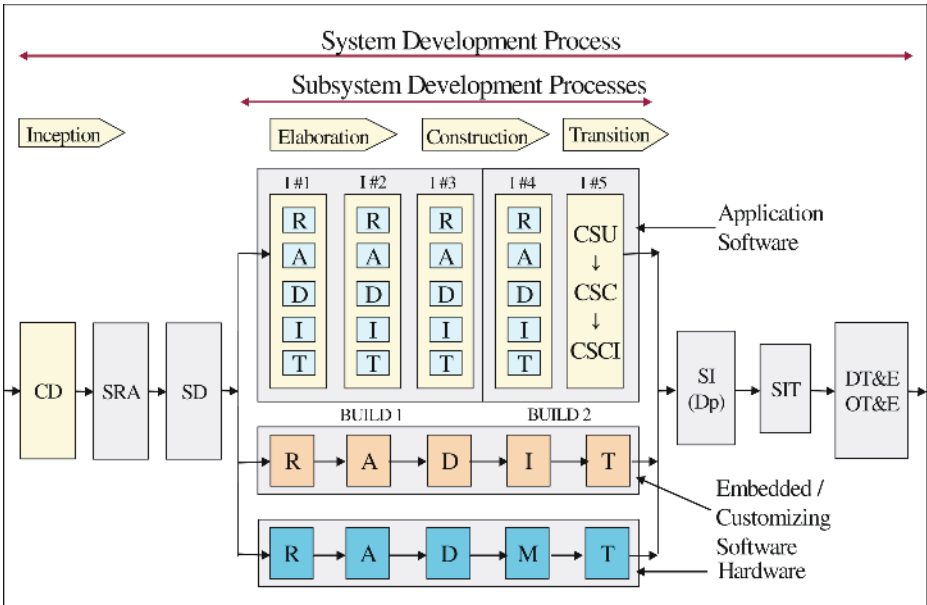 System Development Process
Subsystem Development Processes
Inception
Elaboration
Construction
Transition
I #1
I #2
I #3
I #4
I #5
R
A
D
I
T
R
A
D
I
T
R
A
D
I
T
R
A
D
I
T
CSU
↓
CSC
↓
CSCI
Application
Software
CD
SRA
SD
SI
(Dp)
SIT
DT&E
OT&E
BUILD 1
BUILD 2
R
A
D
I
T
Embedded /
Customizing
Software
R
A
D
M
T
Hardware